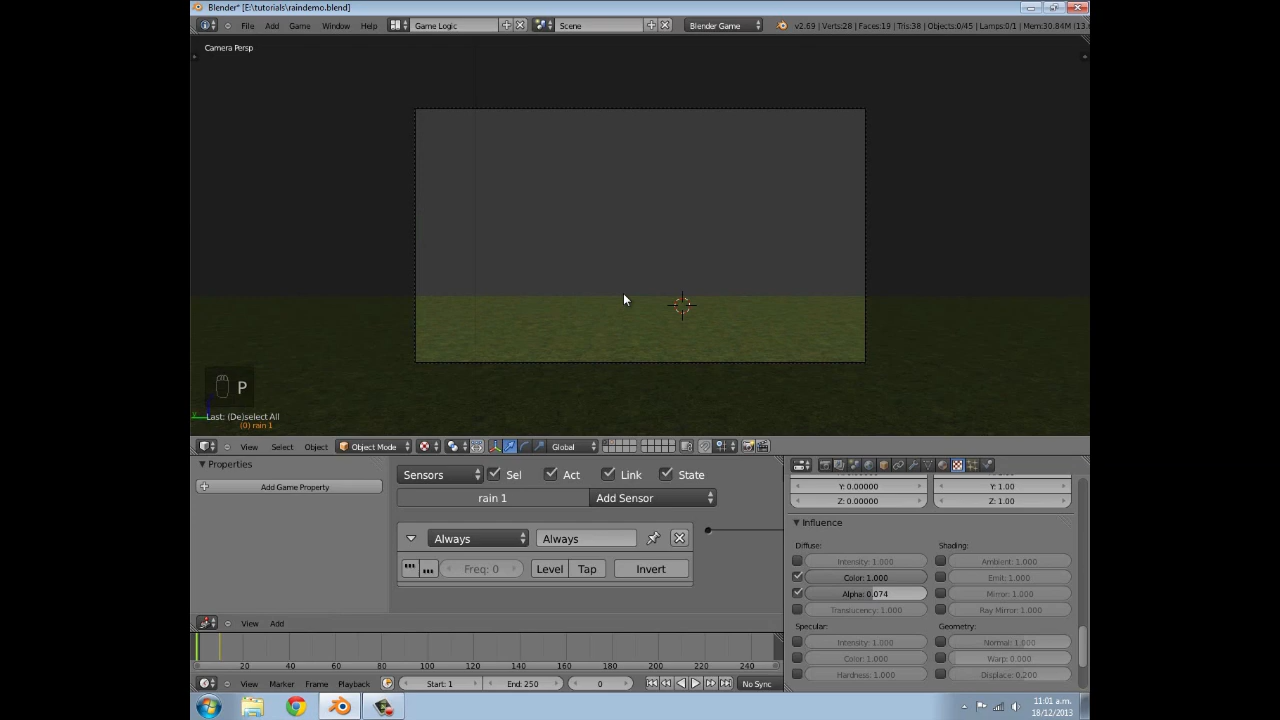 Blender* [E:\tutorials\raindemo.blend]
File Add Game Window Help Game Logic Scene Blender Game v2.69 | Verts:28 | Faces:19 | Tris:38 | Objects:0/45 | Lamps:0/1 | Mem:30.84M (13.
Camera Persp
P
Last: (De)select All
(0) rain 1
View Select Object Object Mode Global
Properties
Add Game Property
Sensors Sel Act Link State
rain 1 Add Sensor
Always Always
Freq: 0 Level Tap Invert
View Add
Y: 0.00000 Y: 1.00
Z: 0.00000 Z: 1.00
Influence
Diffuse: Shading:
Intensity: 1.000 Ambient: 1.000
Color: 1.000 Emit: 1.000
Alpha: 0.074 Mirror: 1.000
Translucency: 1.000 Ray Mirror: 1.000
Specular: Geometry:
Intensity: 1.000 Normal: 1.000
Color: 1.000 Warp: 0.000
Hardness: 1.000 Displace: 0.200
20 40 60 80 100 120 140 160 180 200 220 240
View Marker Frame Playback Start: 1 End: 250 0 No Sync
11:01 a.m.
18/12/2013